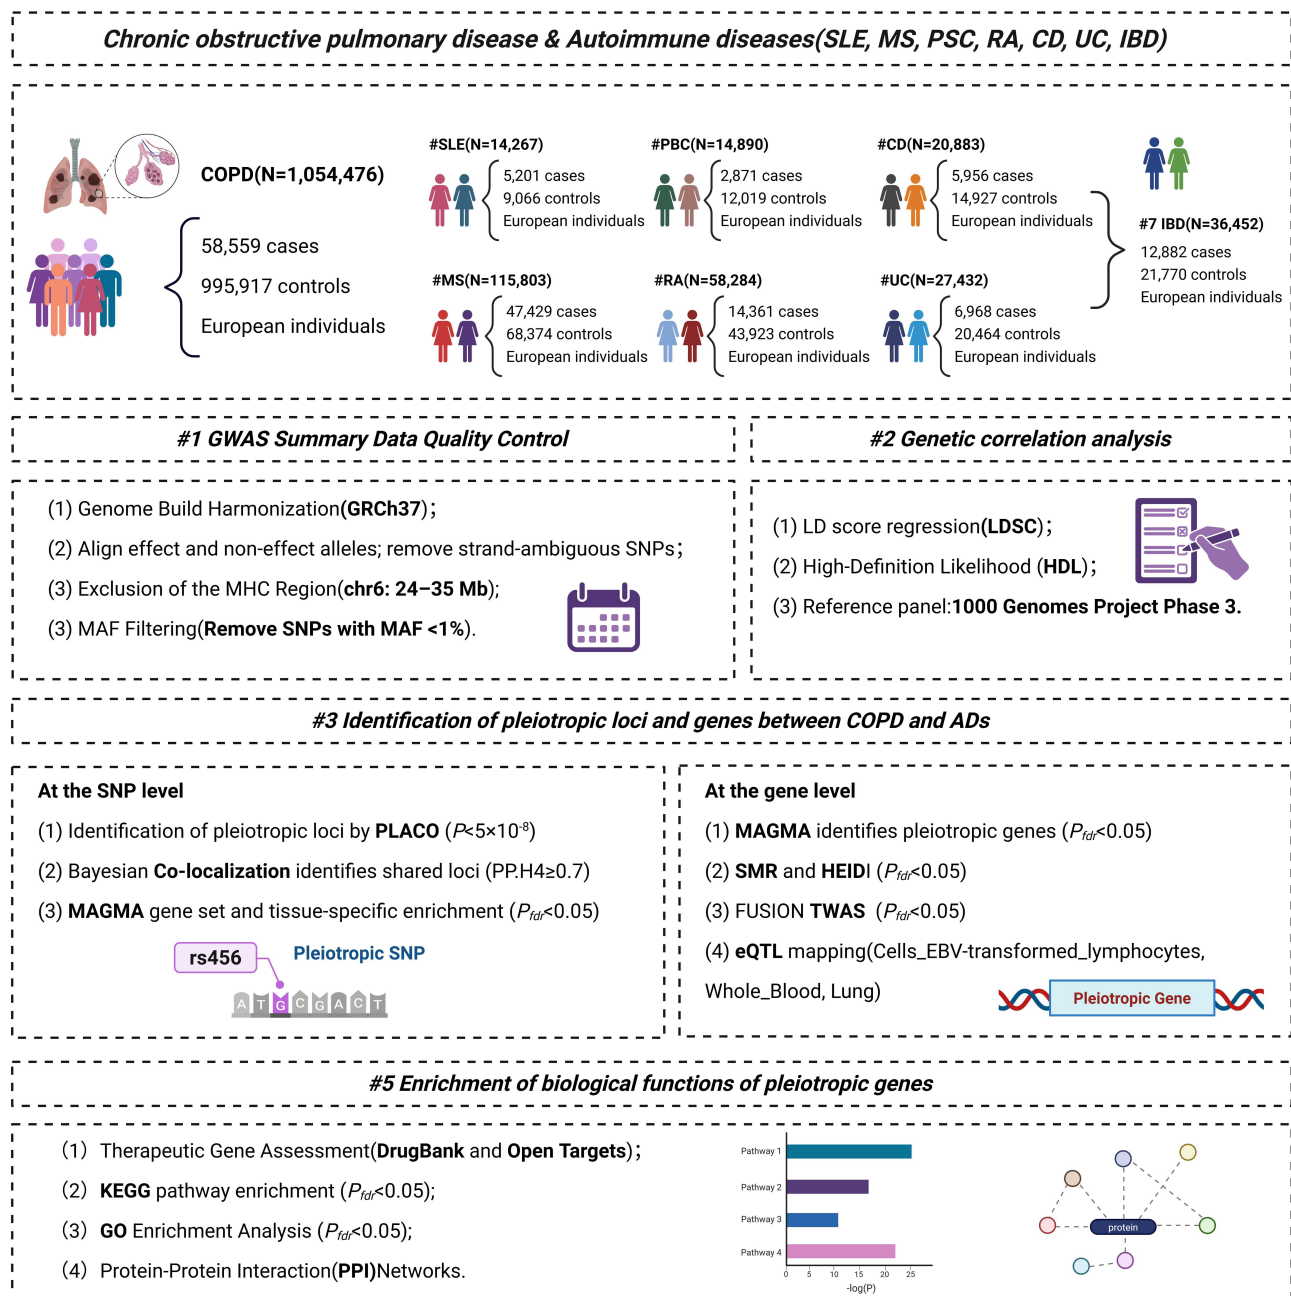 Chronic obstructive pulmonary disease & Autoimmune diseases(SLE, MS, PSC, RA, CD, UC, IBD)
COPD(N=1,054,476)
58,559 cases
995,917 controls
European individuals
#SLE(N=14,267)
5,201 cases
9,066 controls
European individuals
#PBC(N=14,890)
2,871 cases
12,019 controls
European individuals
#CD(N=20,883)
5,956 cases
14,927 controls
European individuals
#MS(N=115,803)
47,429 cases
68,374 controls
European individuals
#RA(N=58,284)
14,361 cases
43,923 controls
European individuals
#UC(N=27,432)
6,968 cases
20,464 controls
European individuals
#7 IBD(N=36,452)
12,882 cases
21,770 controls
European individuals
#1 GWAS Summary Data Quality Control
(1) Genome Build Harmonization(GRCh37);
(2) Align effect and non-effect alleles; remove strand-ambiguous SNPs;
(3) Exclusion of the MHC Region(chr6: 24–35 Mb);
(3) MAF Filtering(Remove SNPs with MAF <1%).
#2 Genetic correlation analysis
(1) LD score regression(LDSC);
(2) High-Definition Likelihood (HDL);
(3) Reference panel:1000 Genomes Project Phase 3.
#3 Identification of pleiotropic loci and genes between COPD and ADs
At the SNP level
(1) Identification of pleiotropic loci by PLACO (P<5×10⁻⁸)
(2) Bayesian Co-localization identifies shared loci (PP.H4≥0.7)
(3) MAGMA gene set and tissue-specific enrichment (Pfdr<0.05)
rs456
Pleiotropic SNP
A T G C G A C T
At the gene level
(1) MAGMA identifies pleiotropic genes (Pfdr<0.05)
(2) SMR and HEIDI (Pfdr<0.05)
(3) FUSION TWAS (Pfdr<0.05)
(4) eQTL mapping(Cells_EBV-transformed_lymphocytes,
Whole_Blood, Lung)
Pleiotropic Gene
#5 Enrichment of biological functions of pleiotropic genes
(1) Therapeutic Gene Assessment(DrugBank and Open Targets);
(2) KEGG pathway enrichment (Pfdr<0.05);
(3) GO Enrichment Analysis (Pfdr<0.05);
(4) Protein-Protein Interaction(PPI)Networks.
Pathway 1
Pathway 2
Pathway 3
Pathway 4
0 5 10 15 20 25
-log(P)
protein